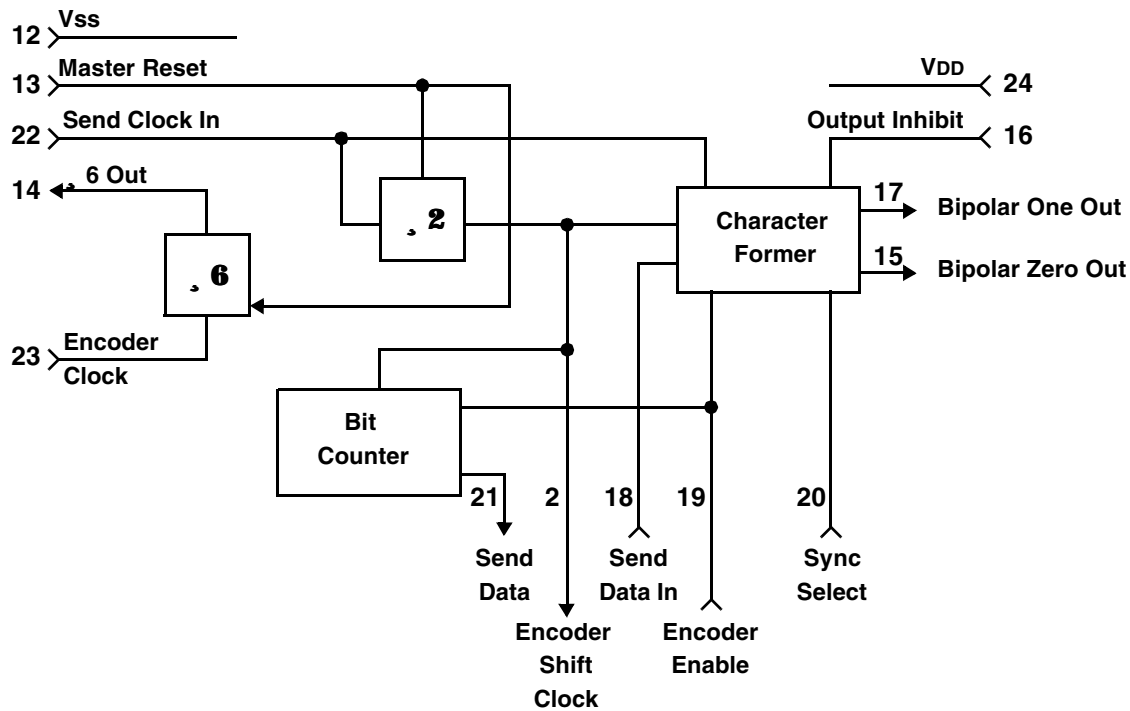 Vss
12
Master Reset
13
VDD
24
Send Clock In
22
Output Inhibit
16
14
¸ 6 Out
¸ 2
Character
Former
17
Bipolar One Out
15
Bipolar Zero Out
¸ 6
23
Encoder
Clock
Bit
Counter
21
2
18
19
20
Send
Data
Send
Data In
Sync
Select
Encoder
Shift
Clock
Encoder
Enable